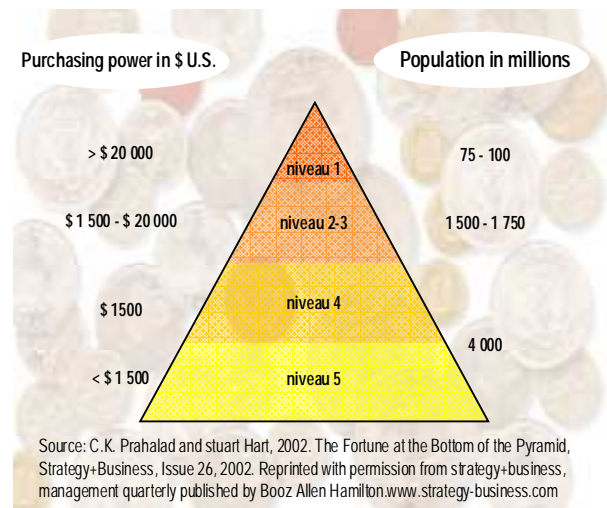 Purchasing power in $ U.S.
Population in millions
> $ 20 000
niveau 1
75 - 100
$ 1 500 - $ 20 000
niveau 2-3
1 500 - 1 750
$ 1500
niveau 4
4 000
< $ 1 500
niveau 5
Source: C.K. Prahalad and stuart Hart, 2002. The Fortune at the Bottom of the Pyramid,
Strategy+Business, Issue 26, 2002. Reprinted with permission from strategy+business,
management quarterly published by Booz Allen Hamilton.www.strategy-business.com